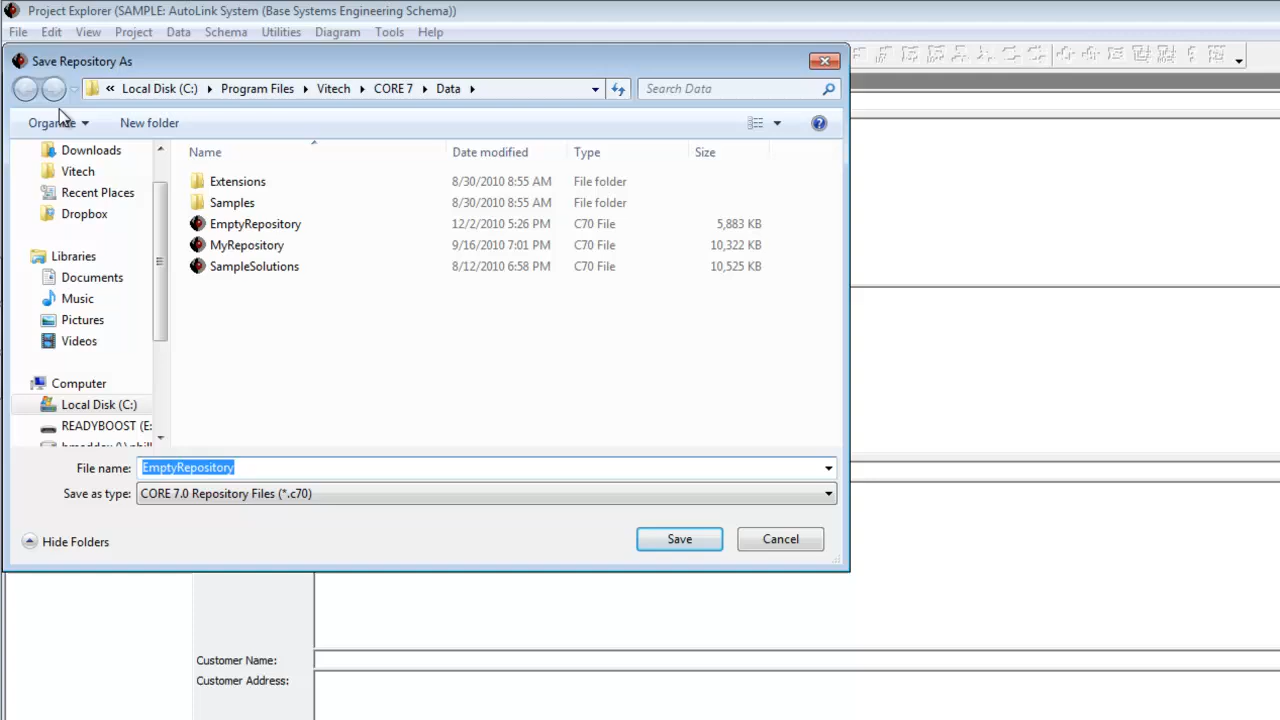 Project Explorer (SAMPLE: AutoLink System (Base Systems Engineering Schema))
File Edit View Project Data Schema Utilities Diagram Tools Help
Save Repository As
« Local Disk (C:) Program Files Vitech CORE 7 Data
Search Data
Organize New folder
Name Date modified Type Size
Downloads
Vitech
Recent Places
Dropbox
Libraries
Documents
Music
Pictures
Videos
Computer
Local Disk (C:)
READYBOOST (E:
Extensions 8/30/2010 8:55 AM File folder
Samples 8/30/2010 8:55 AM File folder
EmptyRepository 12/2/2010 5:26 PM C70 File 5,883 KB
MyRepository 9/16/2010 7:01 PM C70 File 10,322 KB
SampleSolutions 8/12/2010 6:58 PM C70 File 10,525 KB
File name: EmptyRepository
Save as type: CORE 7.0 Repository Files (*.c70)
Hide Folders
Save
Cancel
Customer Name:
Customer Address: